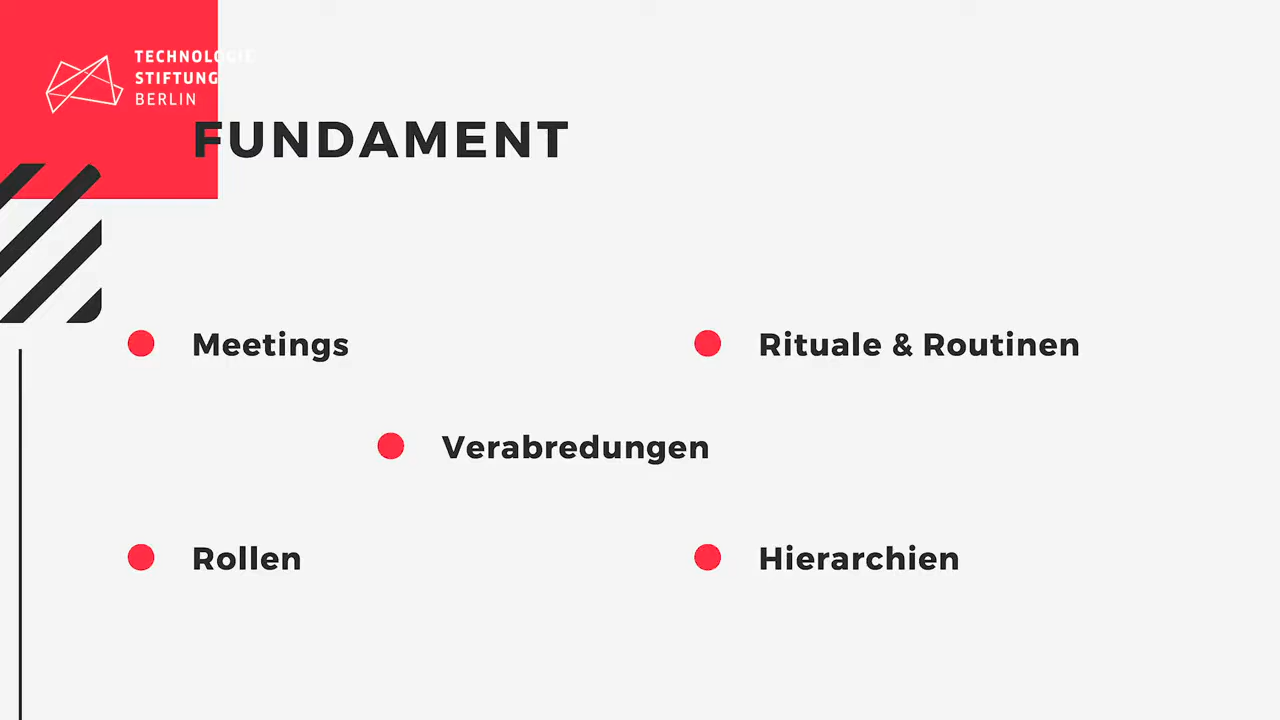 TECHNOLOGIE
STIFTUNG
BERLIN
FUNDAMENT
Meetings
Rituale & Routinen
Verabredungen
Rollen
Hierarchien